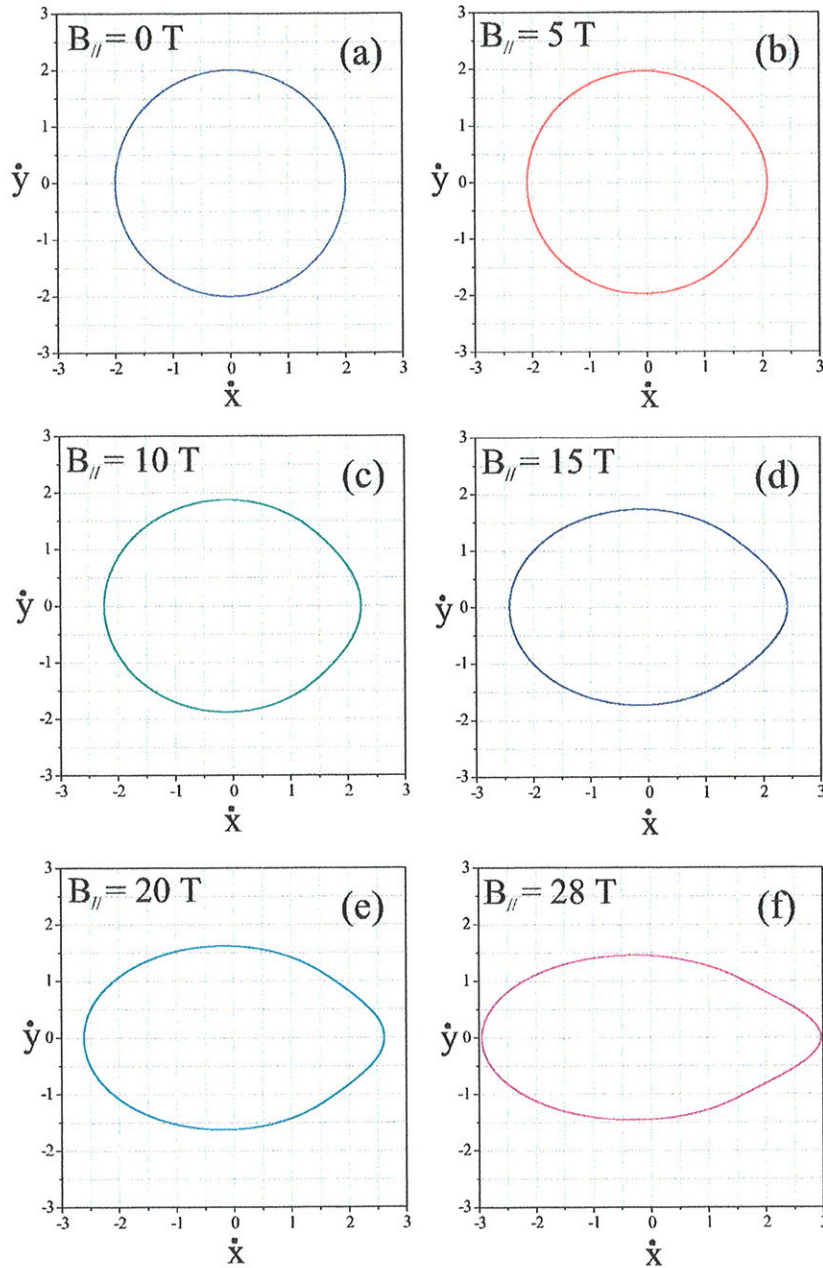 B// = 0 T (a)
3
2
1
0
-1
-2
-3
ẏ
-3 -2 -1 0 1 2 3
ẋ
B// = 5 T (b)
3
2
1
0
-1
-2
-3
ẏ
-3 -2 -1 0 1 2 3
ẋ
B// = 10 T (c)
3
2
1
0
-1
-2
-3
ẏ
-3 -2 -1 0 1 2 3
ẋ
B// = 15 T (d)
3
2
1
0
-1
-2
-3
ẏ
-3 -2 -1 0 1 2 3
ẋ
B// = 20 T (e)
3
2
1
0
-1
-2
-3
ẏ
-3 -2 -1 0 1 2 3
ẋ
B// = 28 T (f)
3
2
1
0
-1
-2
-3
ẏ
-3 -2 -1 0 1 2 3
ẋ